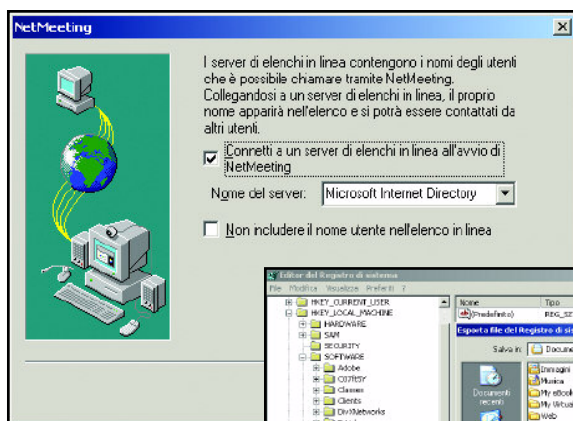 NetMeeting
I server di elenchi in linea contengono i nomi degli utenti
che è possibile chiamare tramite NetMeeting.
Collegandosi a un server di elenchi in linea, il proprio
nome apparirà nell'elenco e si potrà essere contattati da
altri utenti.
Connetti a un server di elenchi in linea all'avvio di
NetMeeting
Nome del server: Microsoft Internet Directory
Non includere il nome utente nell'elenco in linea
Editor del Registro di sistema
File Modifica Visualizza Preferiti ?
HKEY_CURRENT_USER
HKEY_LOCAL_MACHINE
HARDWARE
SAM
SECURITY
SOFTWARE
Adobe
Classes
Clients
DivXNetworks
Nome Tipo
(Predefinito) REG_SZ
Esporta file del Registro di sis
Salva in: Docume
Documenti
recenti
Immagini
Musica
My eBook
My Virtua
Web